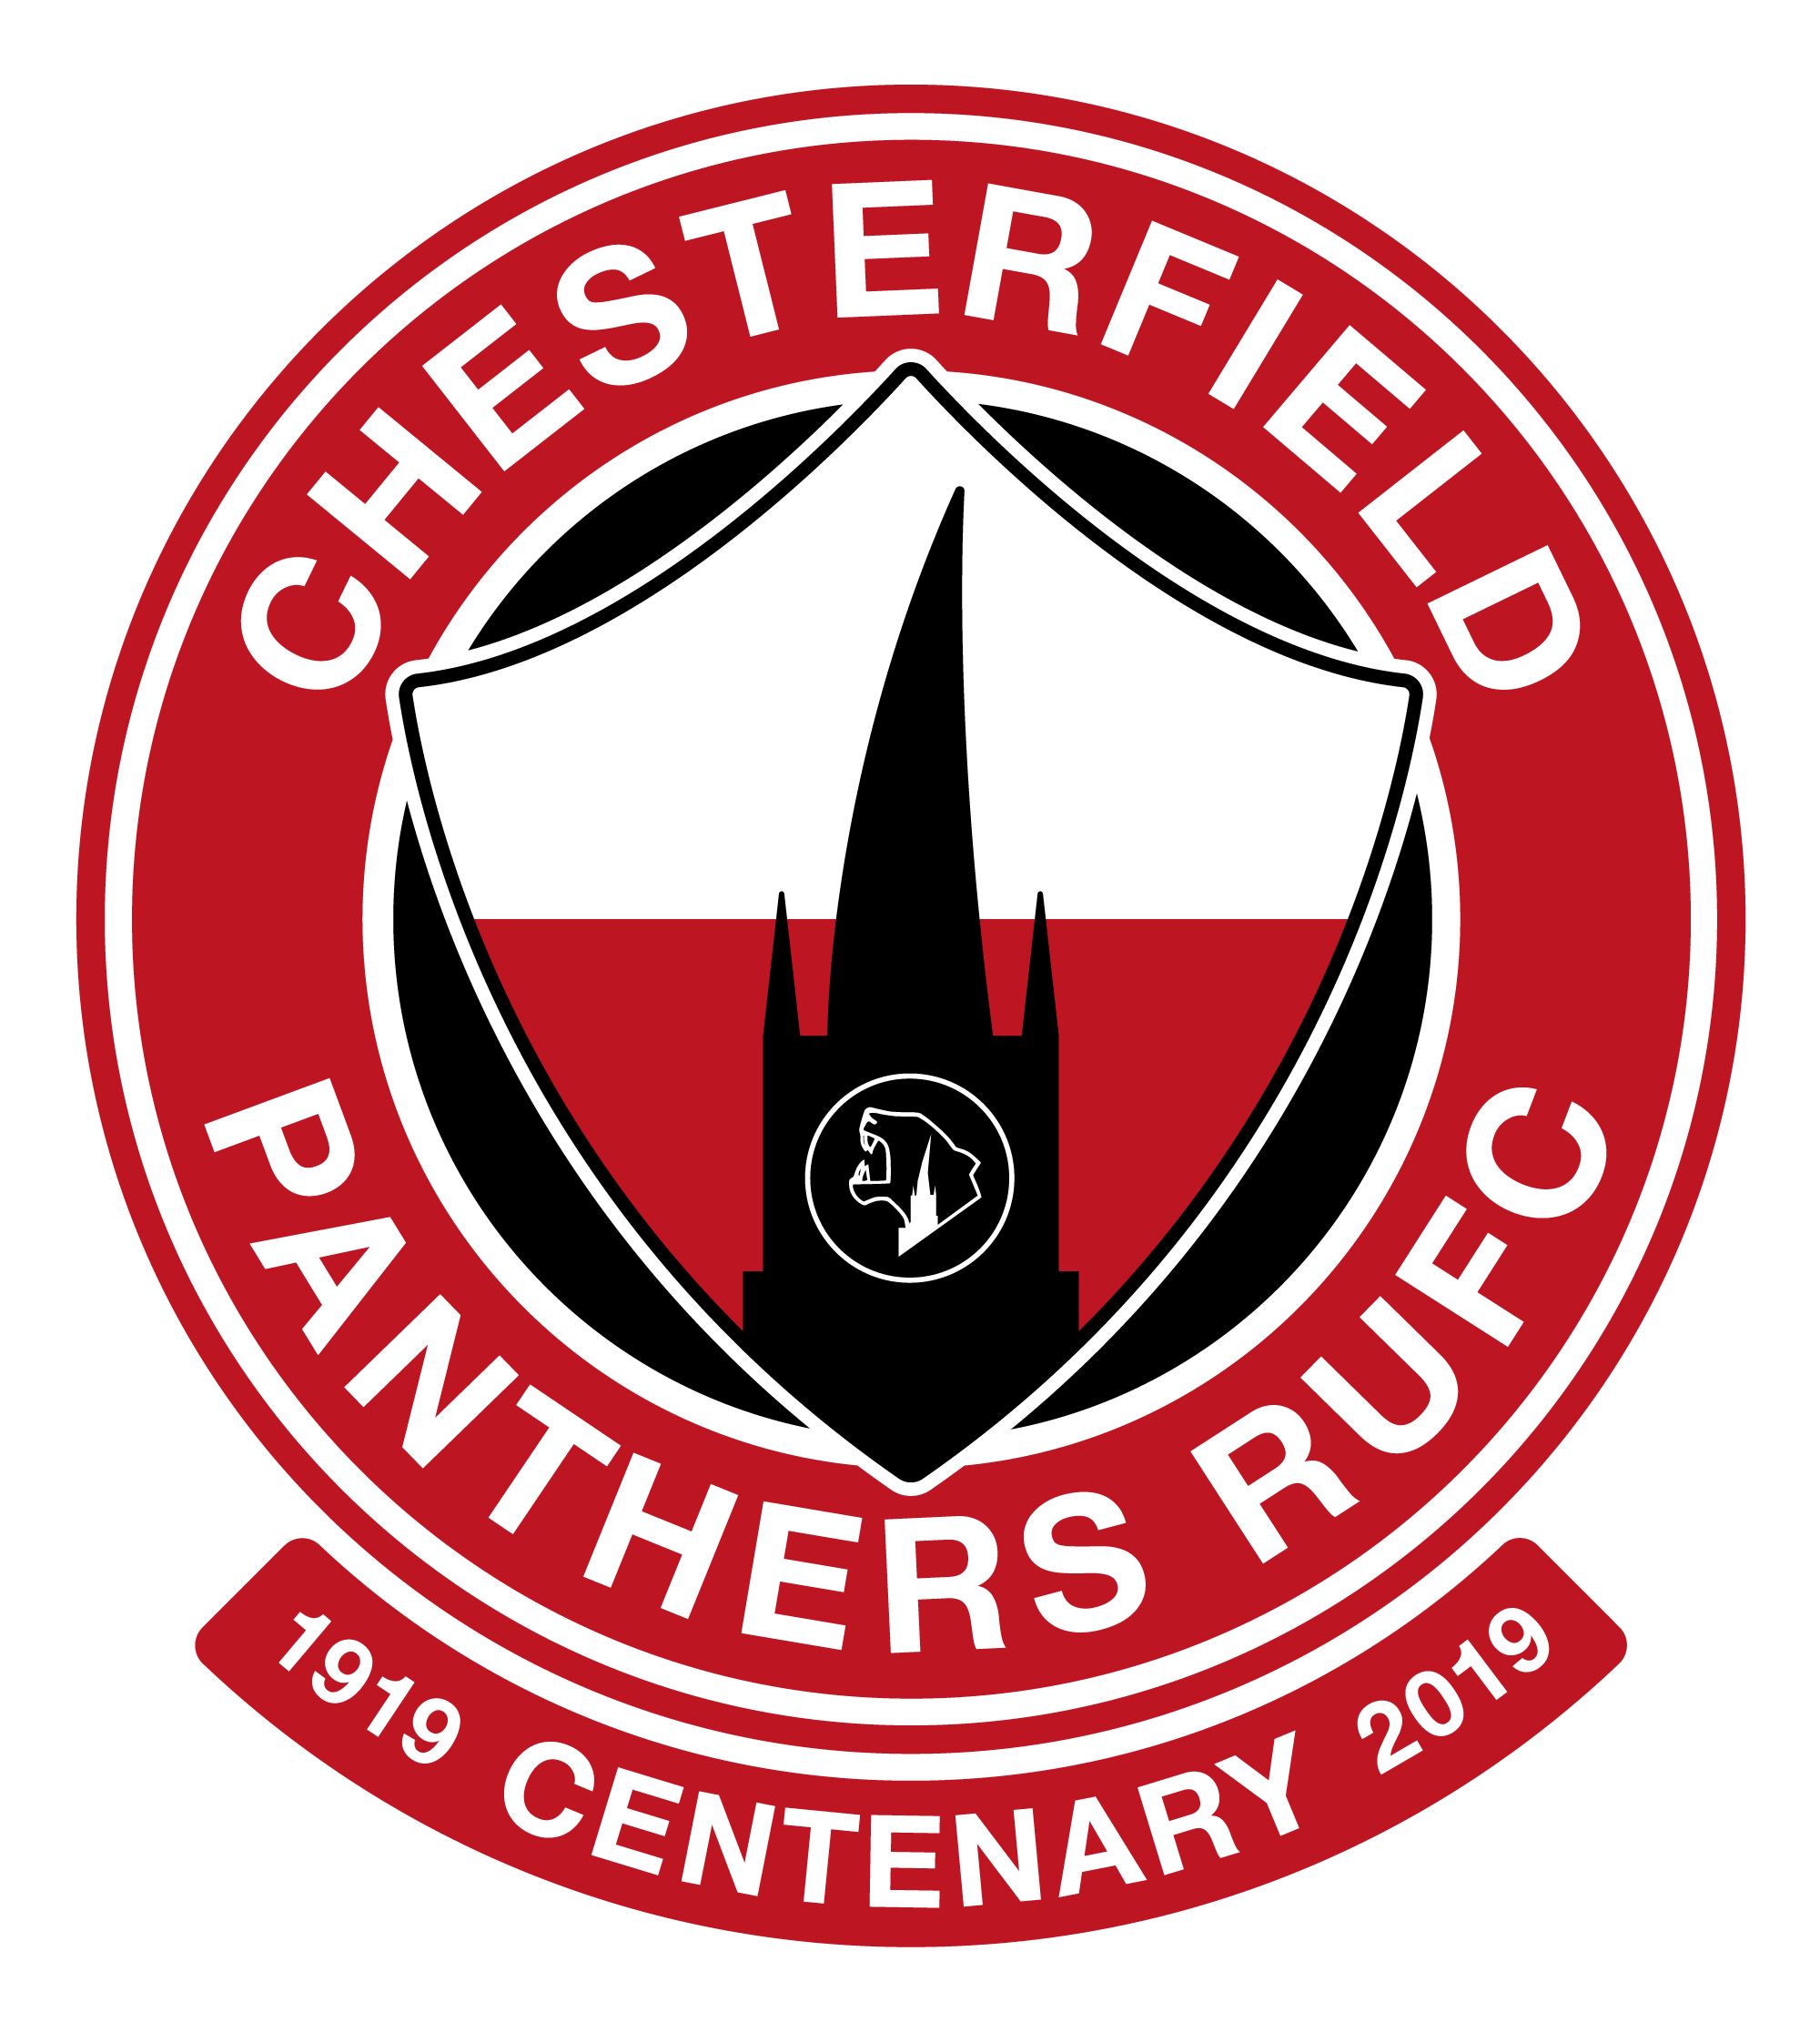 CHESTERFIELD
PANTHERS RUFC
1919 CENTENARY 2019